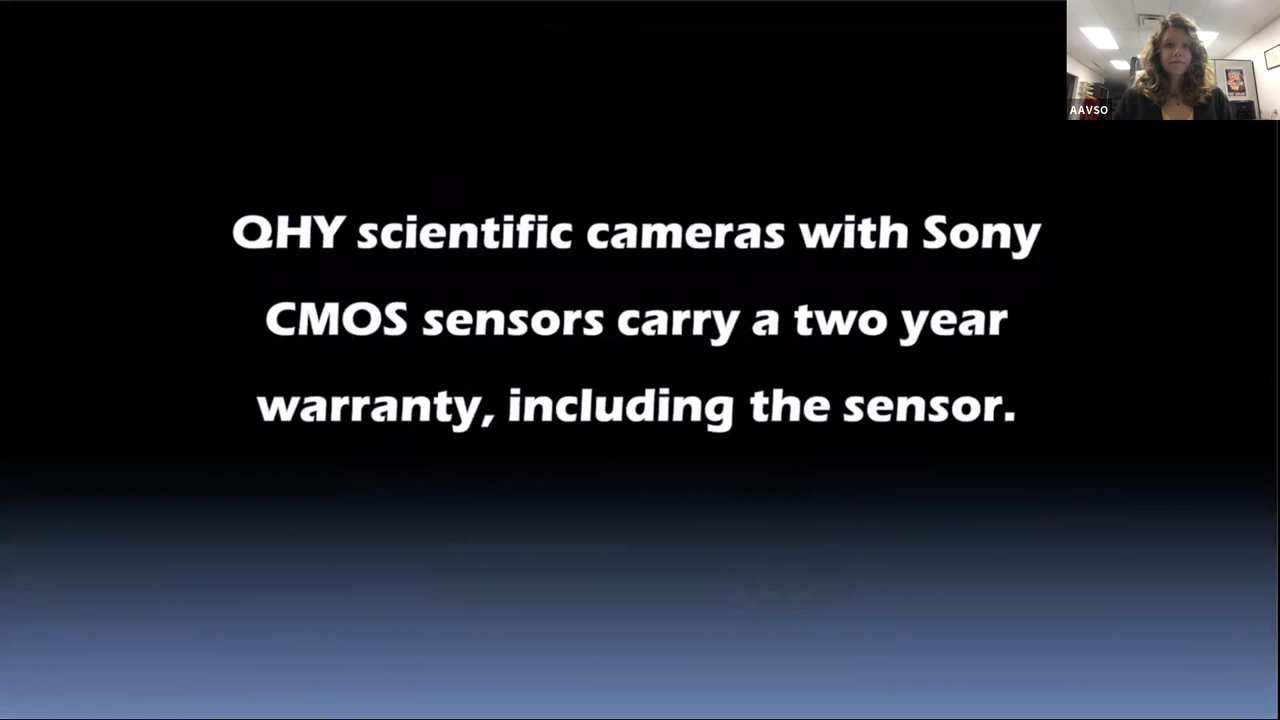 AAVSO
QHY scientific cameras with Sony
CMOS sensors carry a two year
warranty, including the sensor.